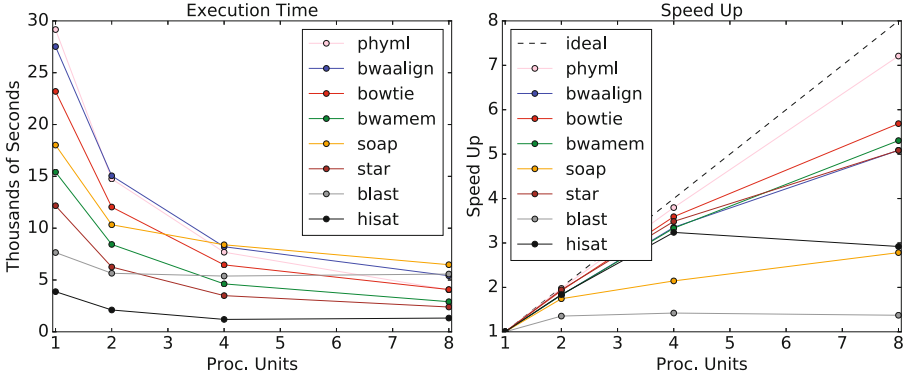 Execution Time
Thousands of Seconds
30
25
20
15
10
5
0
1 2 3 4 5 6 7 8
Proc. Units
phyml
bwaalign
bowtie
bwamem
soap
star
blast
hisat
Speed Up
Speed Up
8
7
6
5
4
3
2
1
1 2 3 4 5 6 7 8
Proc. Units
ideal
phyml
bwaalign
bowtie
bwamem
soap
star
blast
hisat